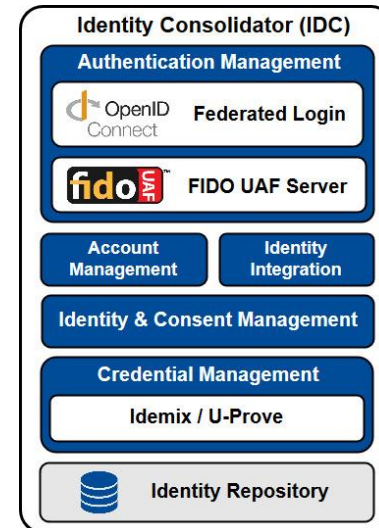 Identity Consolidator (IDC)
Authentication Management
OpenID
Connect
Federated Login
fido UAF™
FIDO UAF Server
Account
Management
Identity
Integration
Identity & Consent Management
Credential Management
Idemix / U-Prove
Identity Repository